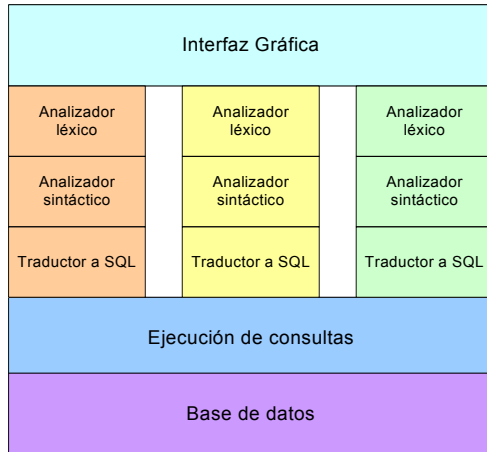 Interfaz Gráfica
Analizador
léxico
Analizador
sintáctico
Traductor a SQL
Analizador
léxico
Analizador
sintáctico
Traductor a SQL
Analizador
léxico
Analizador
sintáctico
Traductor a SQL
Ejecución de consultas
Base de datos